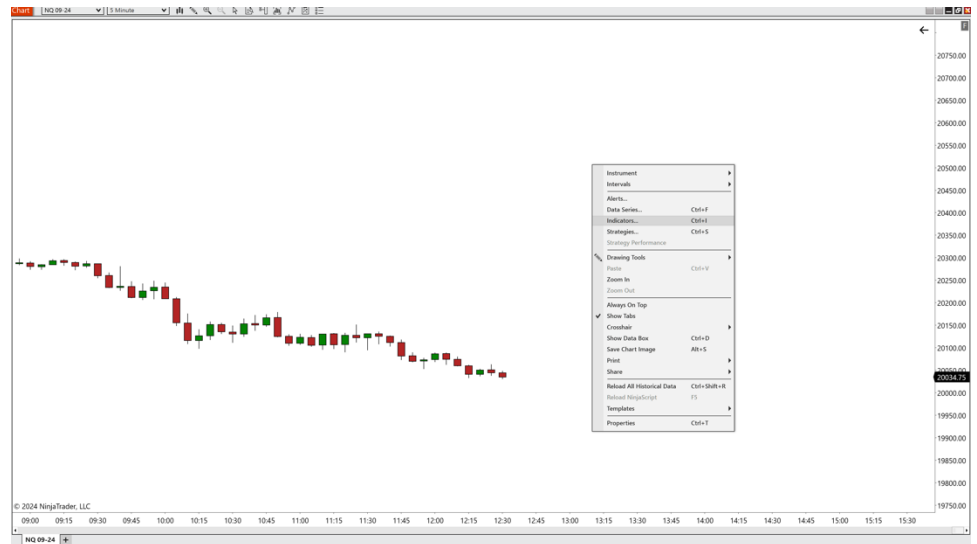 Chart NQ 09-24 5 Minute
F
20750.00
20700.00
20650.00
20600.00
20550.00
20500.00
20450.00
20400.00
20350.00
20300.00
20250.00
20200.00
20150.00
20100.00
20050.00
20034.75
20000.00
19950.00
19900.00
19850.00
19800.00
19750.00
Instrument
Intervals
Alerts...
Data Series... Ctrl+F
Indicators... Ctrl+I
Strategies... Ctrl+S
Strategy Performance
Drawing Tools
Paste Ctrl+V
Zoom In
Zoom Out
Always On Top
Show Tabs
Crosshair
Show Data Box Ctrl+D
Save Chart Image Alt+S
Print
Share
Reload All Historical Data Ctrl+Shift+R
Reload NinjaScript F5
Templates
Properties Ctrl+T
© 2024 NinjaTrader, LLC
09:00 09:15 09:30 09:45 10:00 10:15 10:30 10:45 11:00 11:15 11:30 11:45 12:00 12:15 12:30 12:45 13:00 13:15 13:30 13:45 14:00 14:15 14:30 14:45 15:00 15:15 15:30
NQ 09-24 +